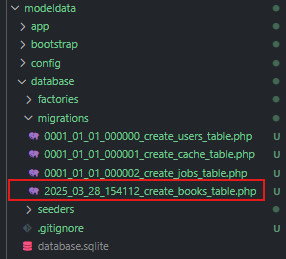 modeldata
app
bootstrap
config
database
factories
migrations
0001_01_01_000000_create_users_table.php U
0001_01_01_000001_create_cache_table.php U
0001_01_01_000002_create_jobs_table.php U
2025_03_28_154112_create_books_table.php U
seeders
.gitignore U
database.sqlite